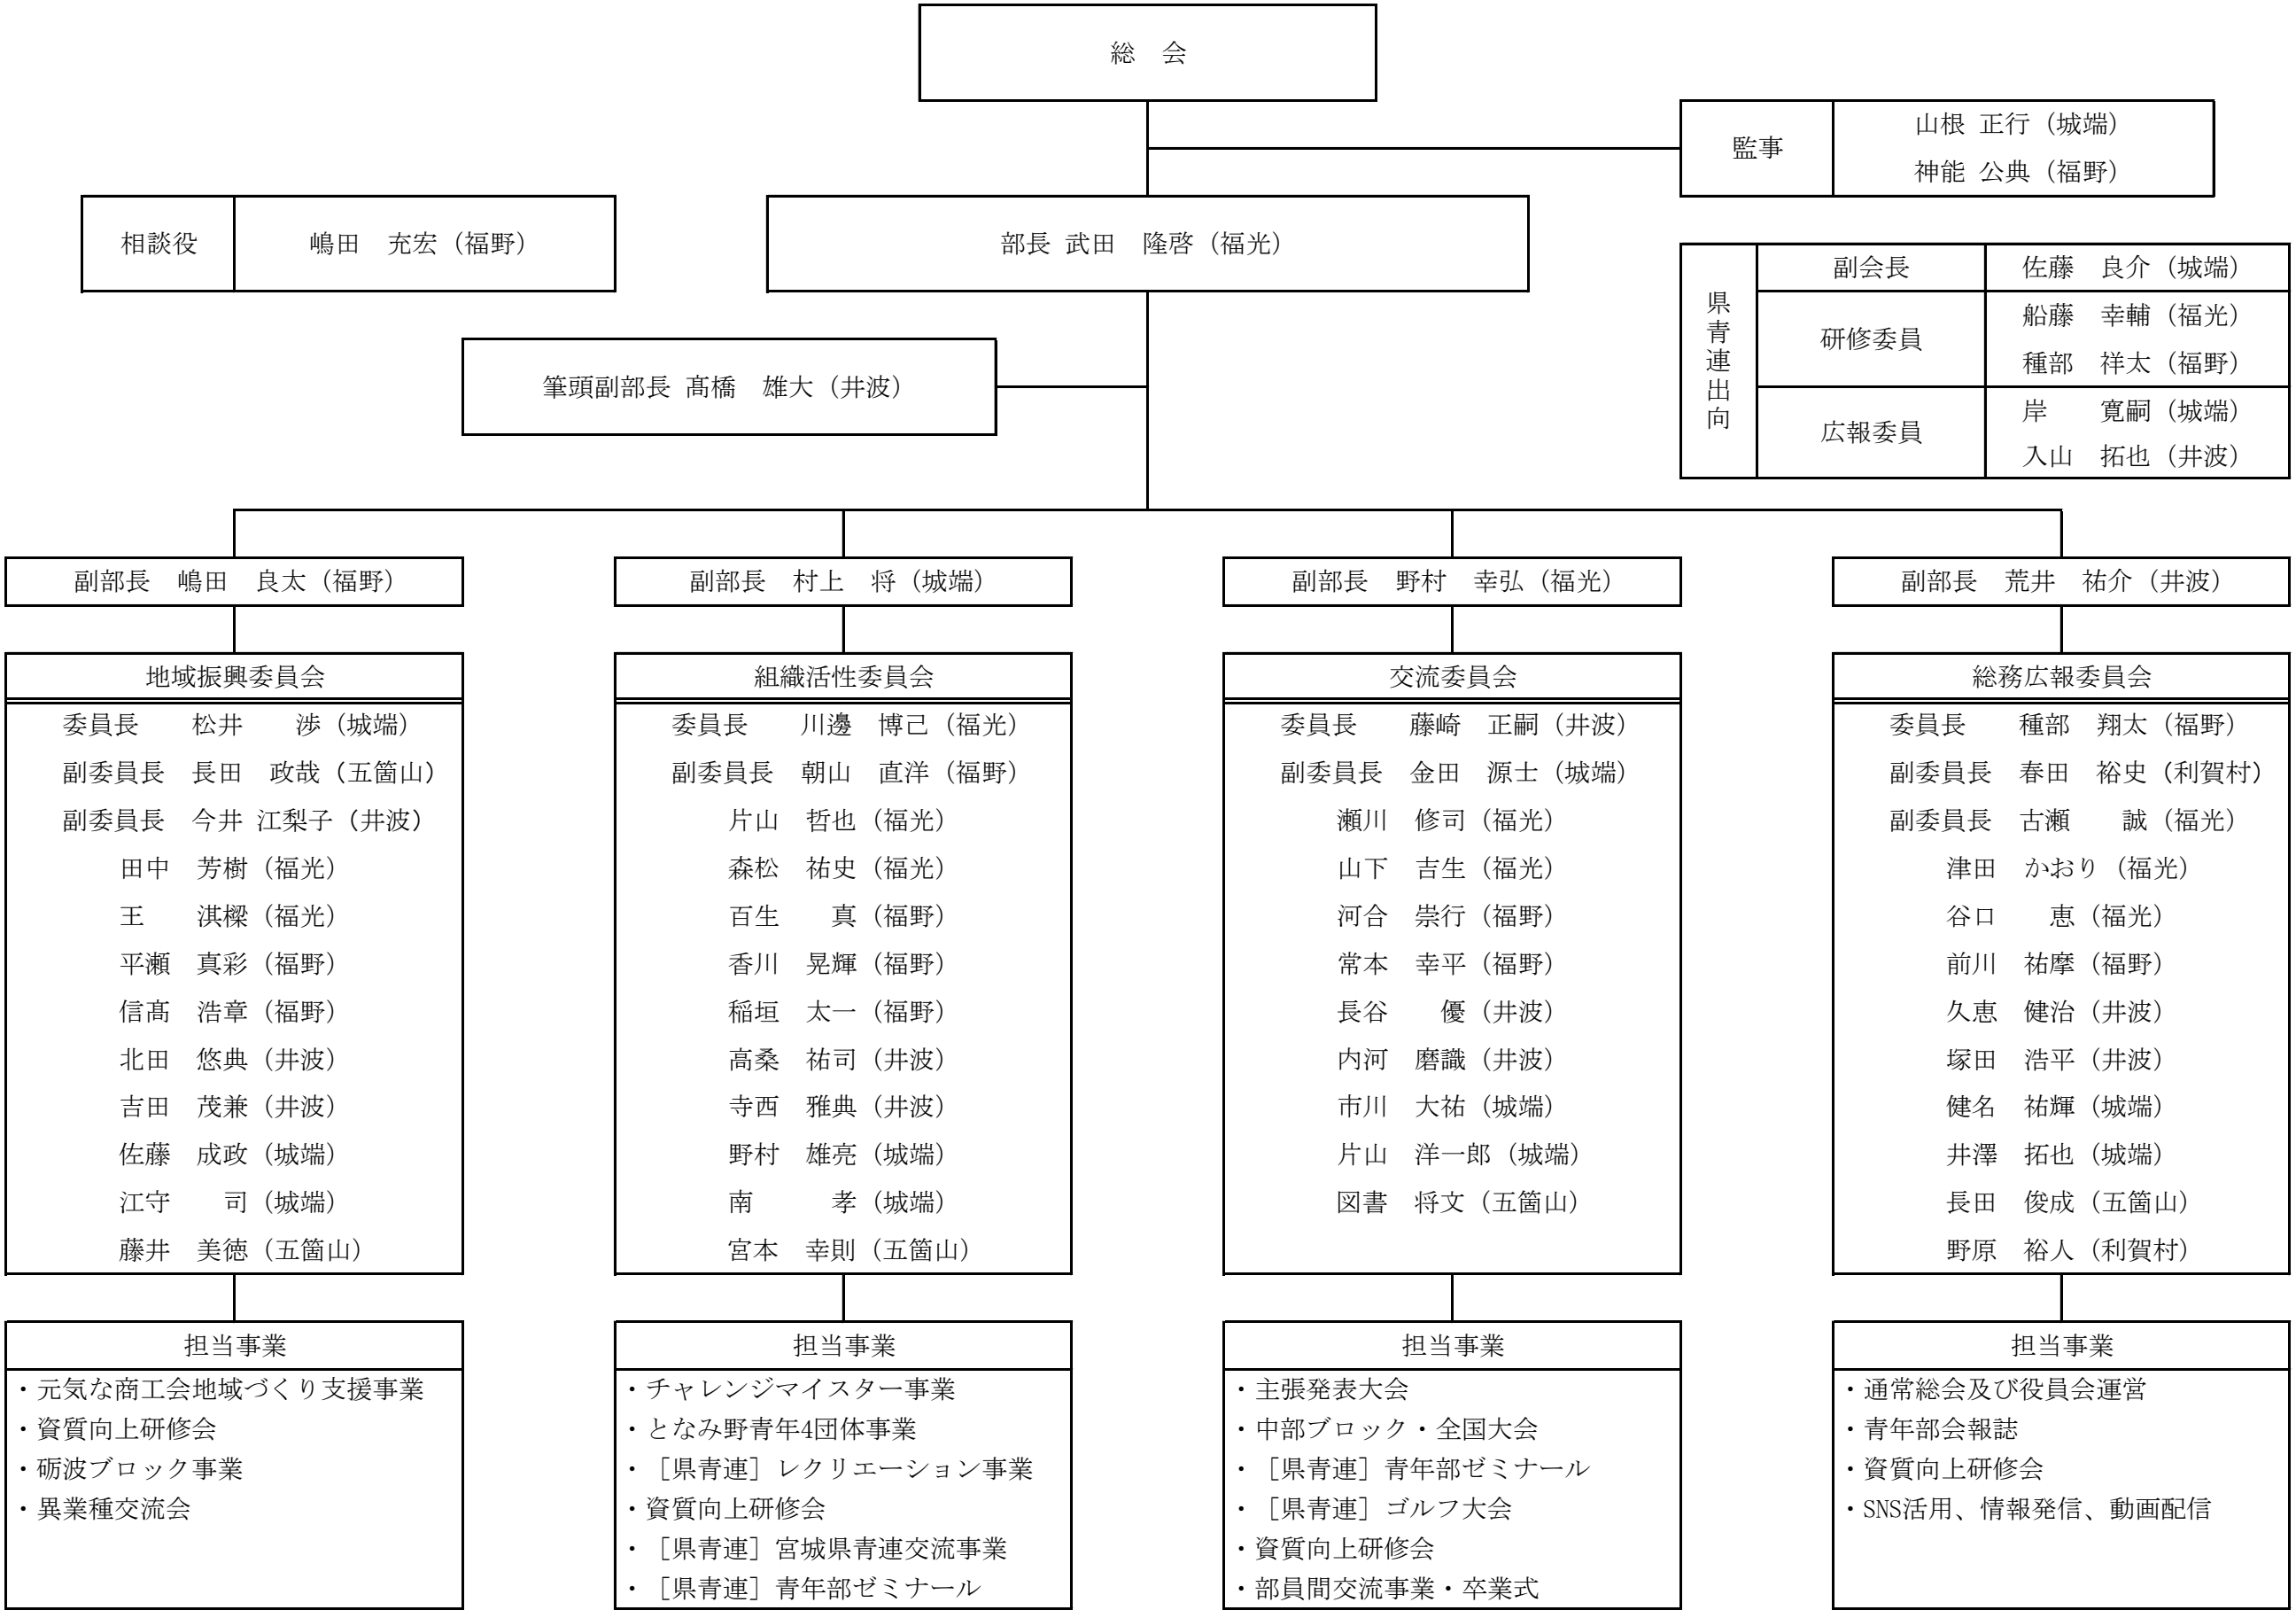 総　会
監事
山根 正行（城端）
神能 公典（福野）
相談役
嶋田　充宏（福野）
部長 武田　隆啓（福光）
県青連出向
副会長
佐藤　良介（城端）
研修委員
船藤　幸輔（福光）
種部　祥太（福野）
広報委員
岸　　寛嗣（城端）
入山　拓也（井波）
筆頭副部長 髙橋　雄大（井波）
副部長　嶋田　良太（福野）
地域振興委員会
委員長　　松井　　渉（城端）
副委員長　長田　政哉（五箇山）
副委員長　今井 江梨子（井波）
田中　芳樹（福光）
王　　淇樑（福光）
平瀬　真彩（福野）
信髙　浩章（福野）
北田　悠典（井波）
吉田　茂兼（井波）
佐藤　成政（城端）
江守　　司（城端）
藤井　美徳（五箇山）
担当事業
・元気な商工会地域づくり支援事業
・資質向上研修会
・砺波ブロック事業
・異業種交流会
副部長　村上　将（城端）
組織活性委員会
委員長　　川邊　博己（福光）
副委員長　朝山　直洋（福野）
片山　哲也（福光）
森松　祐史（福光）
百生　　真（福野）
香川　晃輝（福野）
稲垣　太一（福野）
高桑　祐司（井波）
寺西　雅典（井波）
野村　雄亮（城端）
南　　　孝（城端）
宮本　幸則（五箇山）
担当事業
・チャレンジマイスター事業
・となみ野青年4団体事業
・［県青連］レクリエーション事業
・資質向上研修会
・［県青連］宮城県青連交流事業
・［県青連］青年部ゼミナール
副部長　野村　幸弘（福光）
交流委員会
委員長　　藤崎　正嗣（井波）
副委員長　金田　源士（城端）
瀬川　修司（福光）
山下　吉生（福光）
河合　崇行（福野）
常本　幸平（福野）
長谷　　優（井波）
内河　磨識（井波）
市川　大祐（城端）
片山　洋一郎（城端）
図書　将文（五箇山）
担当事業
・主張発表大会
・中部ブロック・全国大会
・［県青連］青年部ゼミナール
・［県青連］ゴルフ大会
・資質向上研修会
・部員間交流事業・卒業式
副部長　荒井　祐介（井波）
総務広報委員会
委員長　　種部　翔太（福野）
副委員長　春田　裕史（利賀村）
副委員長　古瀬　　誠（福光）
津田　かおり（福光）
谷口　　恵（福光）
前川　祐摩（福野）
久恵　健治（井波）
塚田　浩平（井波）
健名　祐輝（城端）
井澤　拓也（城端）
長田　俊成（五箇山）
野原　裕人（利賀村）
担当事業
・通常総会及び役員会運営
・青年部会報誌
・資質向上研修会
・SNS活用、情報発信、動画配信